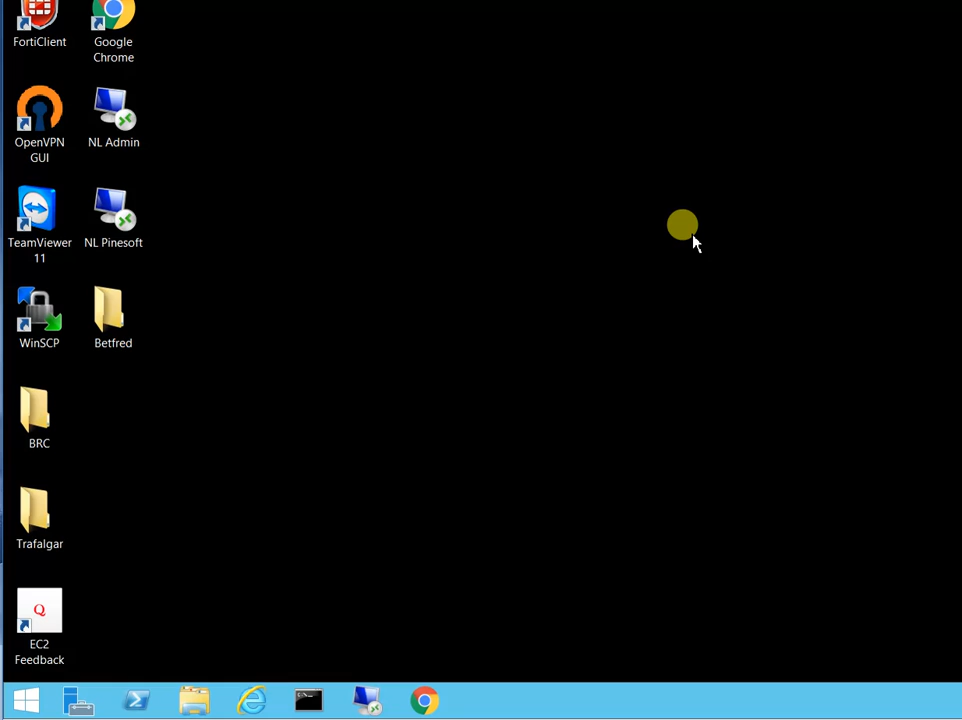 FortiClient
Google
Chrome
OpenVPN
GUI
NL Admin
TeamViewer
11
NL Pinesoft
WinSCP
Betfred
BRC
Trafalgar
Q
EC2
Feedback